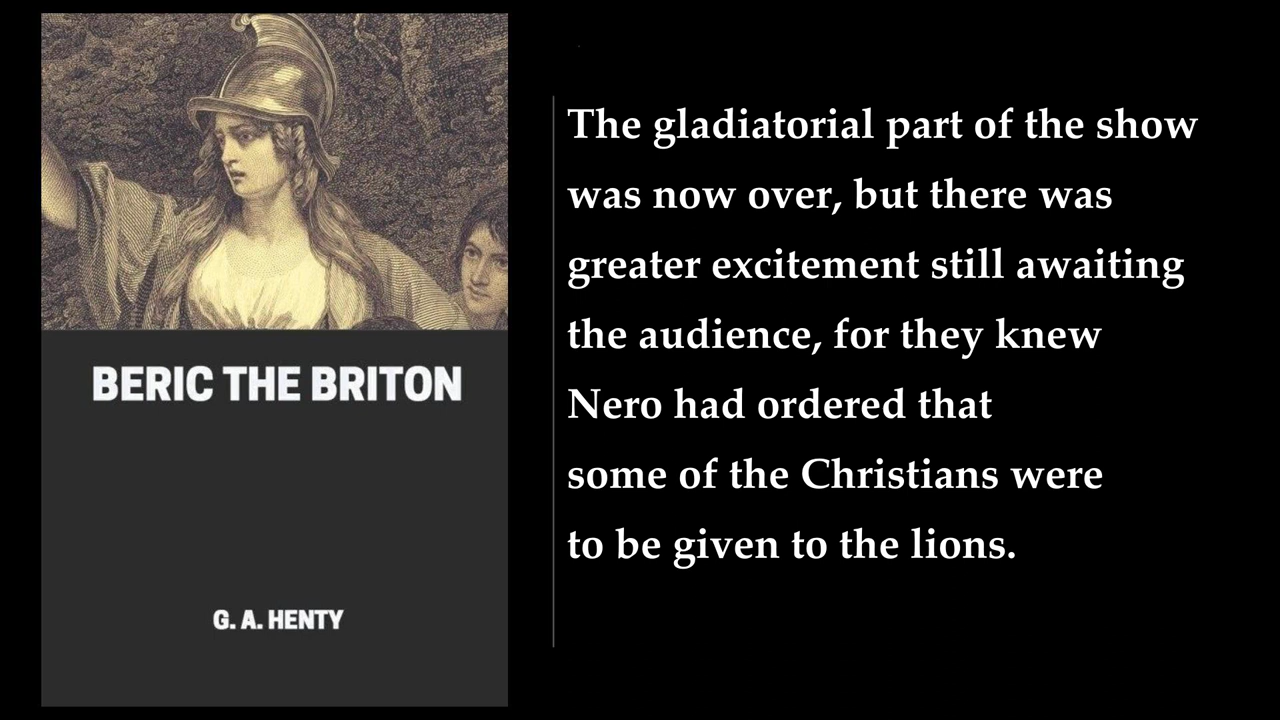 BERIC THE BRITON
G. A. HENTY
The gladiatorial part of the show
was now over, but there was
greater excitement still awaiting
the audience, for they knew
Nero had ordered that
some of the Christians were
to be given to the lions.